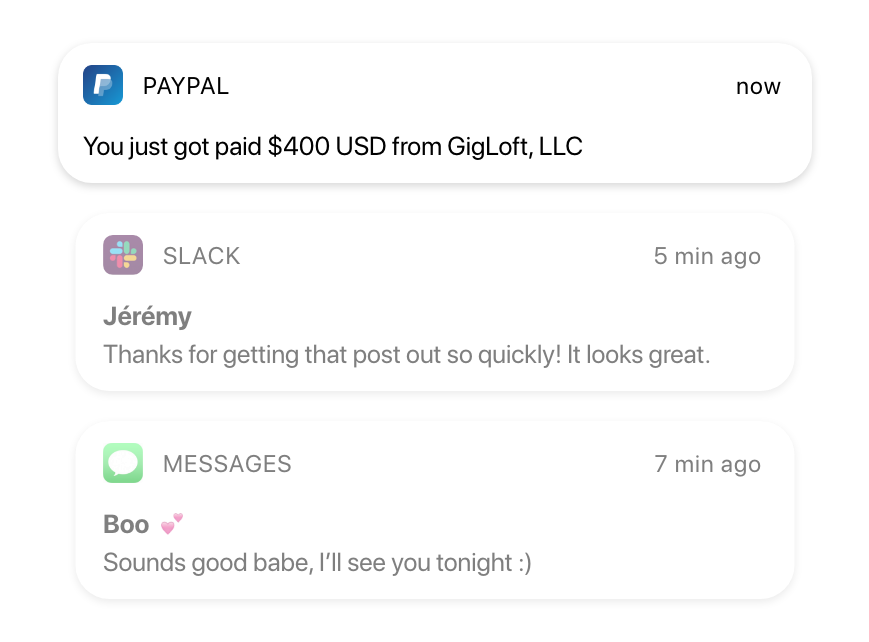 PAYPAL now
You just got paid $400 USD from GigLoft, LLC
SLACK 5 min ago
Jérémy
Thanks for getting that post out so quickly! It looks great.
MESSAGES 7 min ago
Boo 💕
Sounds good babe, I’ll see you tonight :)